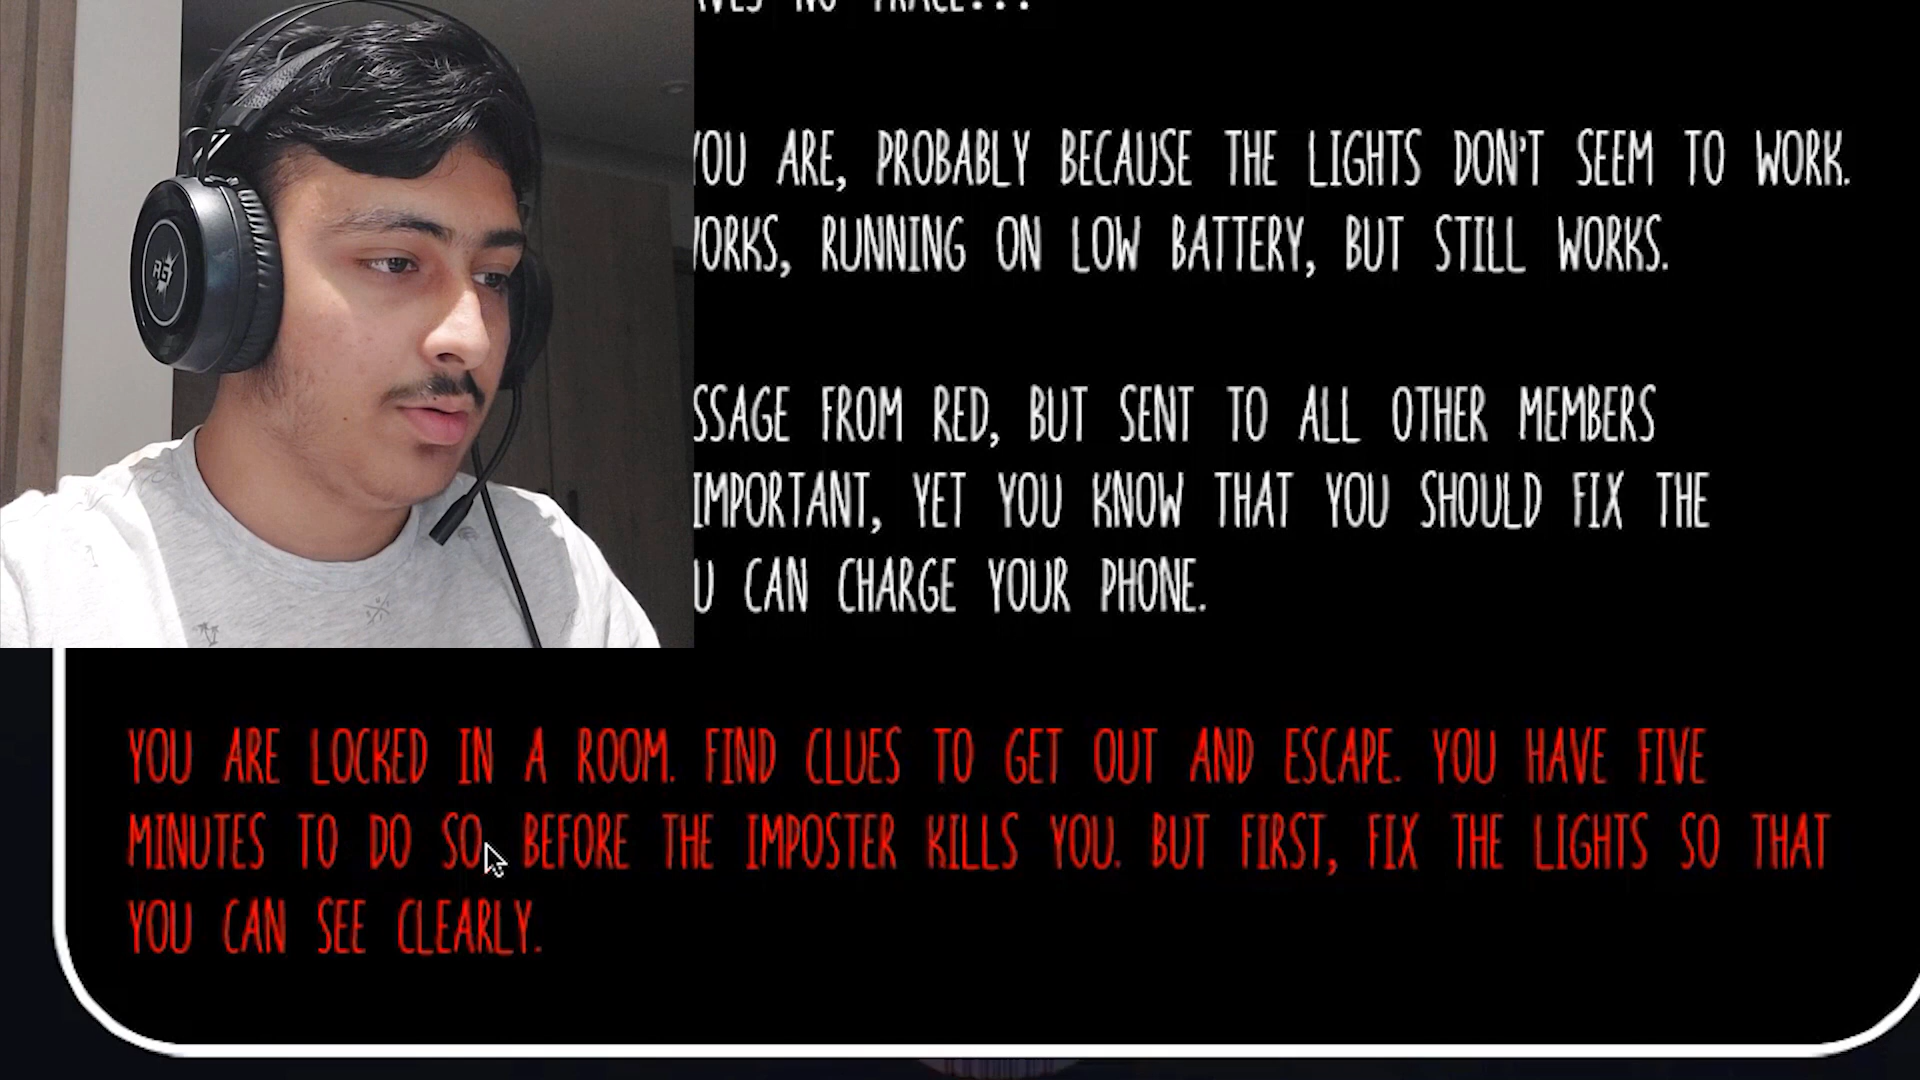 NO TRACE...
YOU ARE, PROBABLY BECAUSE THE LIGHTS DON'T SEEM TO WORK.
WORKS, RUNNING ON LOW BATTERY, BUT STILL WORKS.
SSAGE FROM RED, BUT SENT TO ALL OTHER MEMBERS
IMPORTANT, YET YOU KNOW THAT YOU SHOULD FIX THE
U CAN CHARGE YOUR PHONE.
YOU ARE LOCKED IN A ROOM. FIND CLUES TO GET OUT AND ESCAPE. YOU HAVE FIVE
MINUTES TO DO SO, BEFORE THE IMPOSTER KILLS YOU. BUT FIRST, FIX THE LIGHTS SO THAT
YOU CAN SEE CLEARLY.